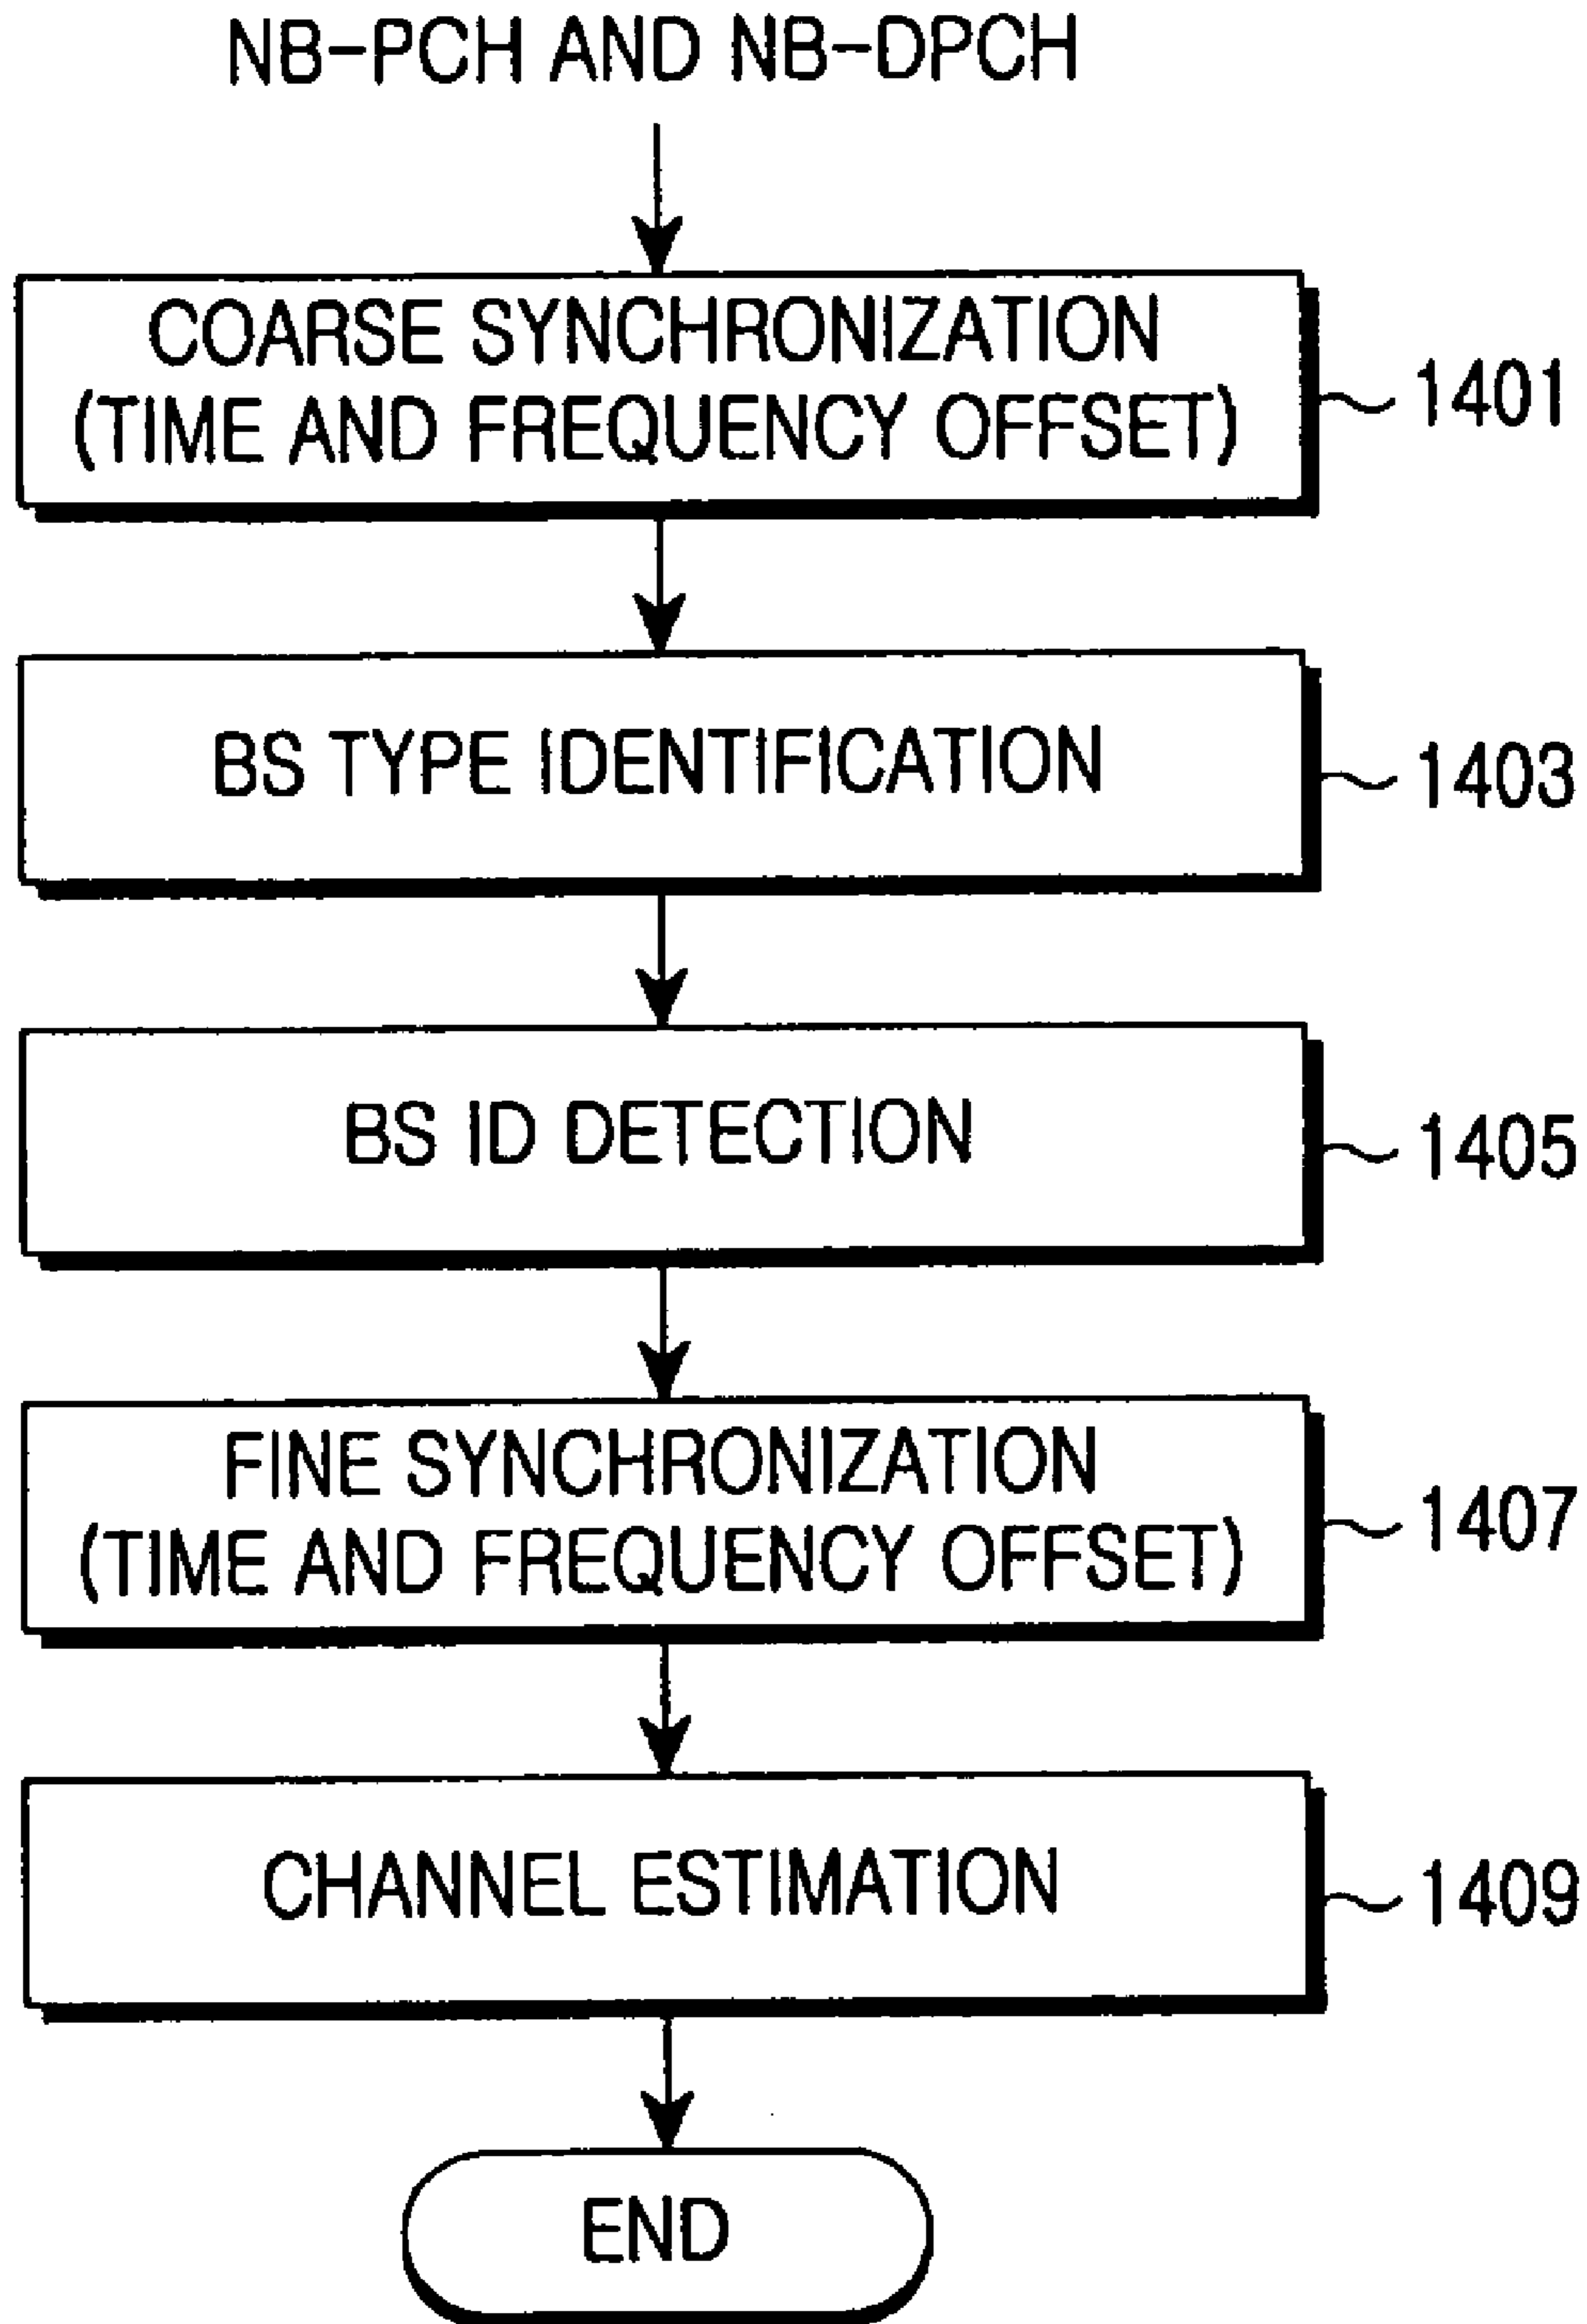 NB-PCH AND NB-DPCH
COARSE SYNCHRONIZATION
(TIME AND FREQUENCY OFFSET)
1401
BS TYPE IDENTIFICATION
1403
BS ID DETECTION
1405
FINE SYNCHRONIZATION
(TIME AND FREQUENCY OFFSET)
1407
CHANNEL ESTIMATION
1409
END